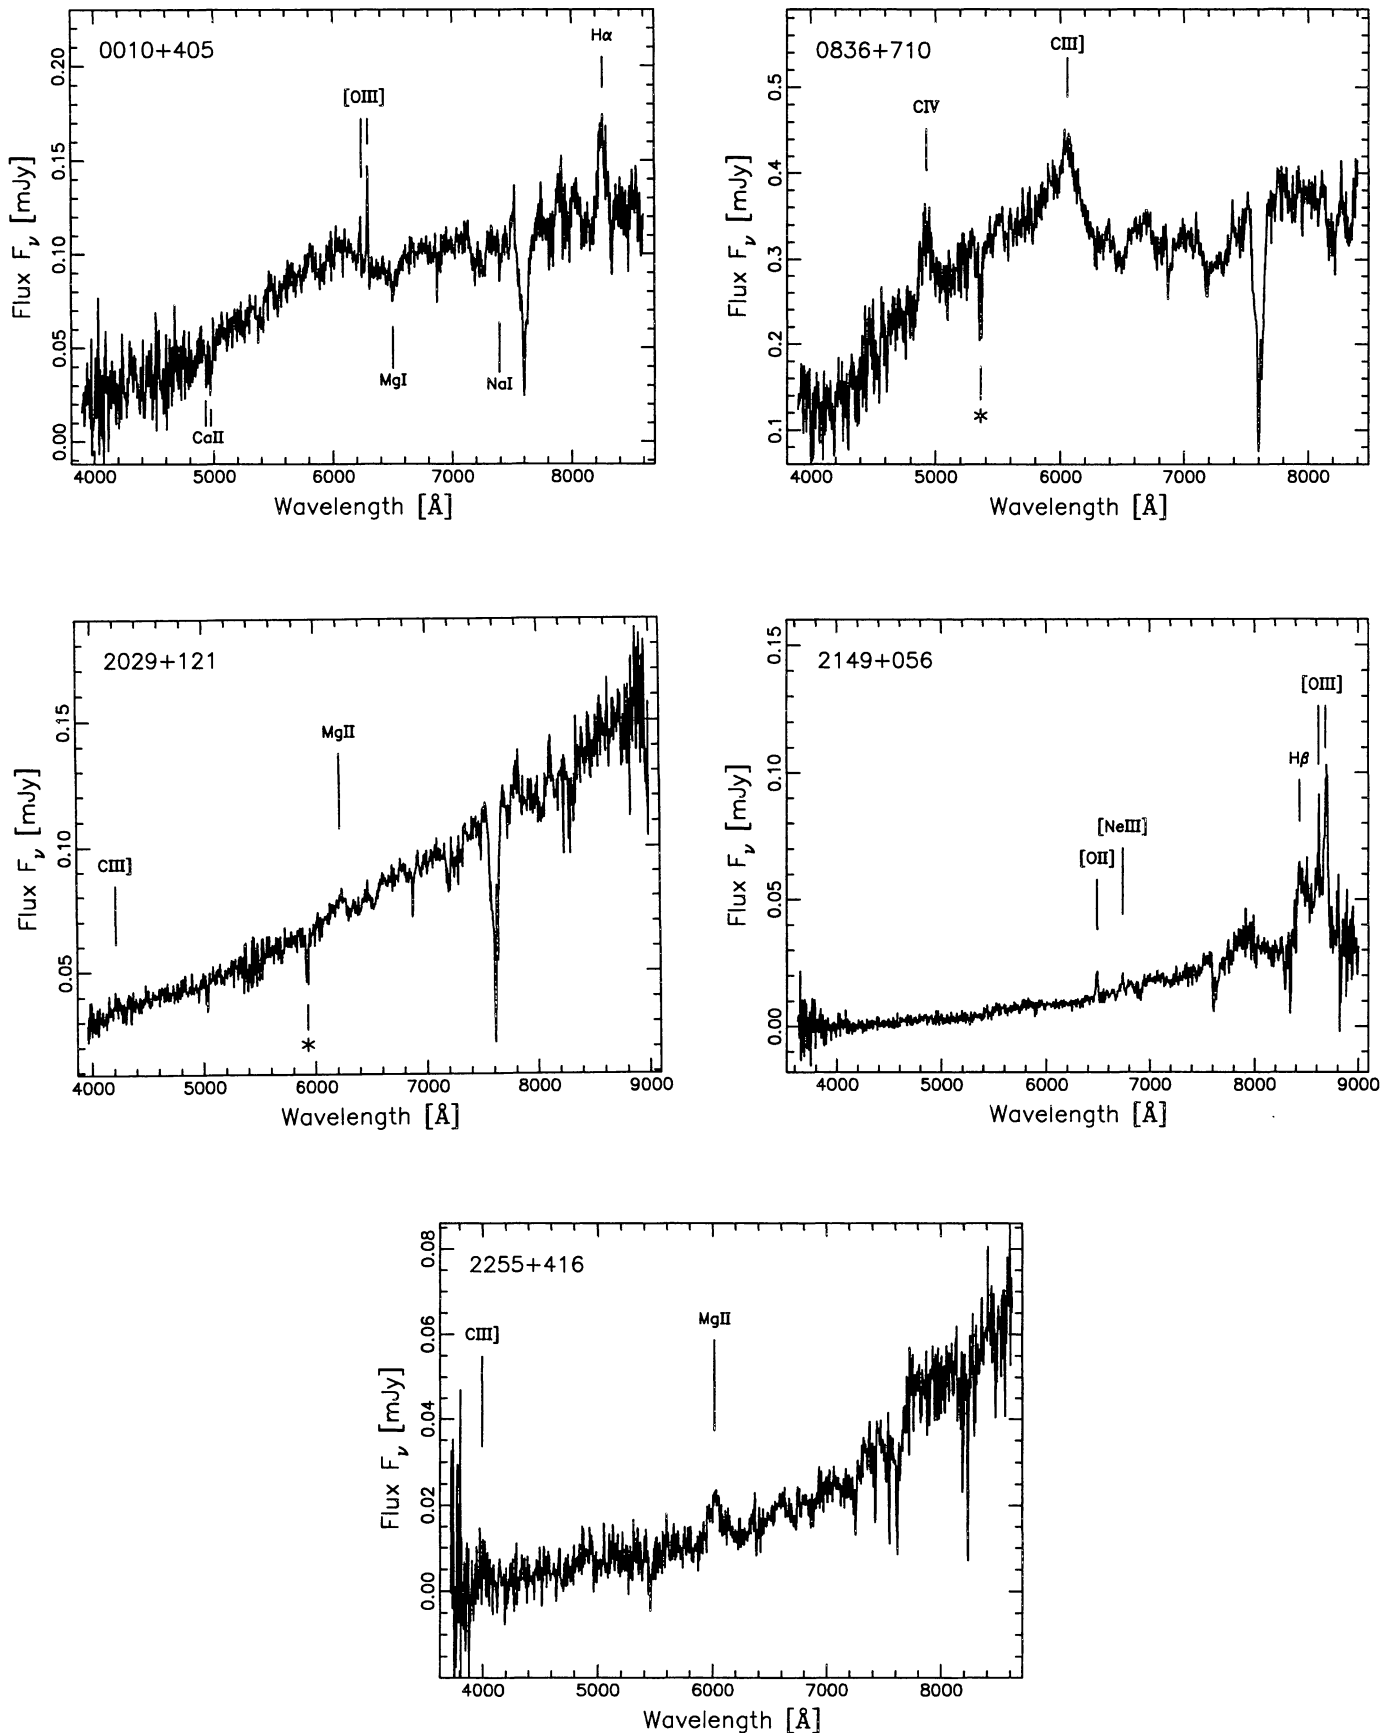 0010+405
Hα
[OIII]
MgI
NaI
CaII
0.00
0.05
0.10
0.15
0.20
Flux Fν [mJy]
4000 5000 6000 7000 8000
Wavelength [Å]
0836+710
CIII]
CIV
*
0.1
0.2
0.3
0.4
0.5
Flux Fν [mJy]
4000 5000 6000 7000 8000
Wavelength [Å]
2029+121
MgII
CIII]
*
0.05
0.10
0.15
Flux Fν [mJy]
4000 5000 6000 7000 8000 9000
Wavelength [Å]
2149+056
[OIII]
Hβ
[NeIII]
[OII]
0.00
0.05
0.10
0.15
Flux Fν [mJy]
4000 5000 6000 7000 8000 9000
Wavelength [Å]
2255+416
MgII
CIII]
0.00
0.02
0.04
0.06
0.08
Flux Fν [mJy]
4000 5000 6000 7000 8000
Wavelength [Å]